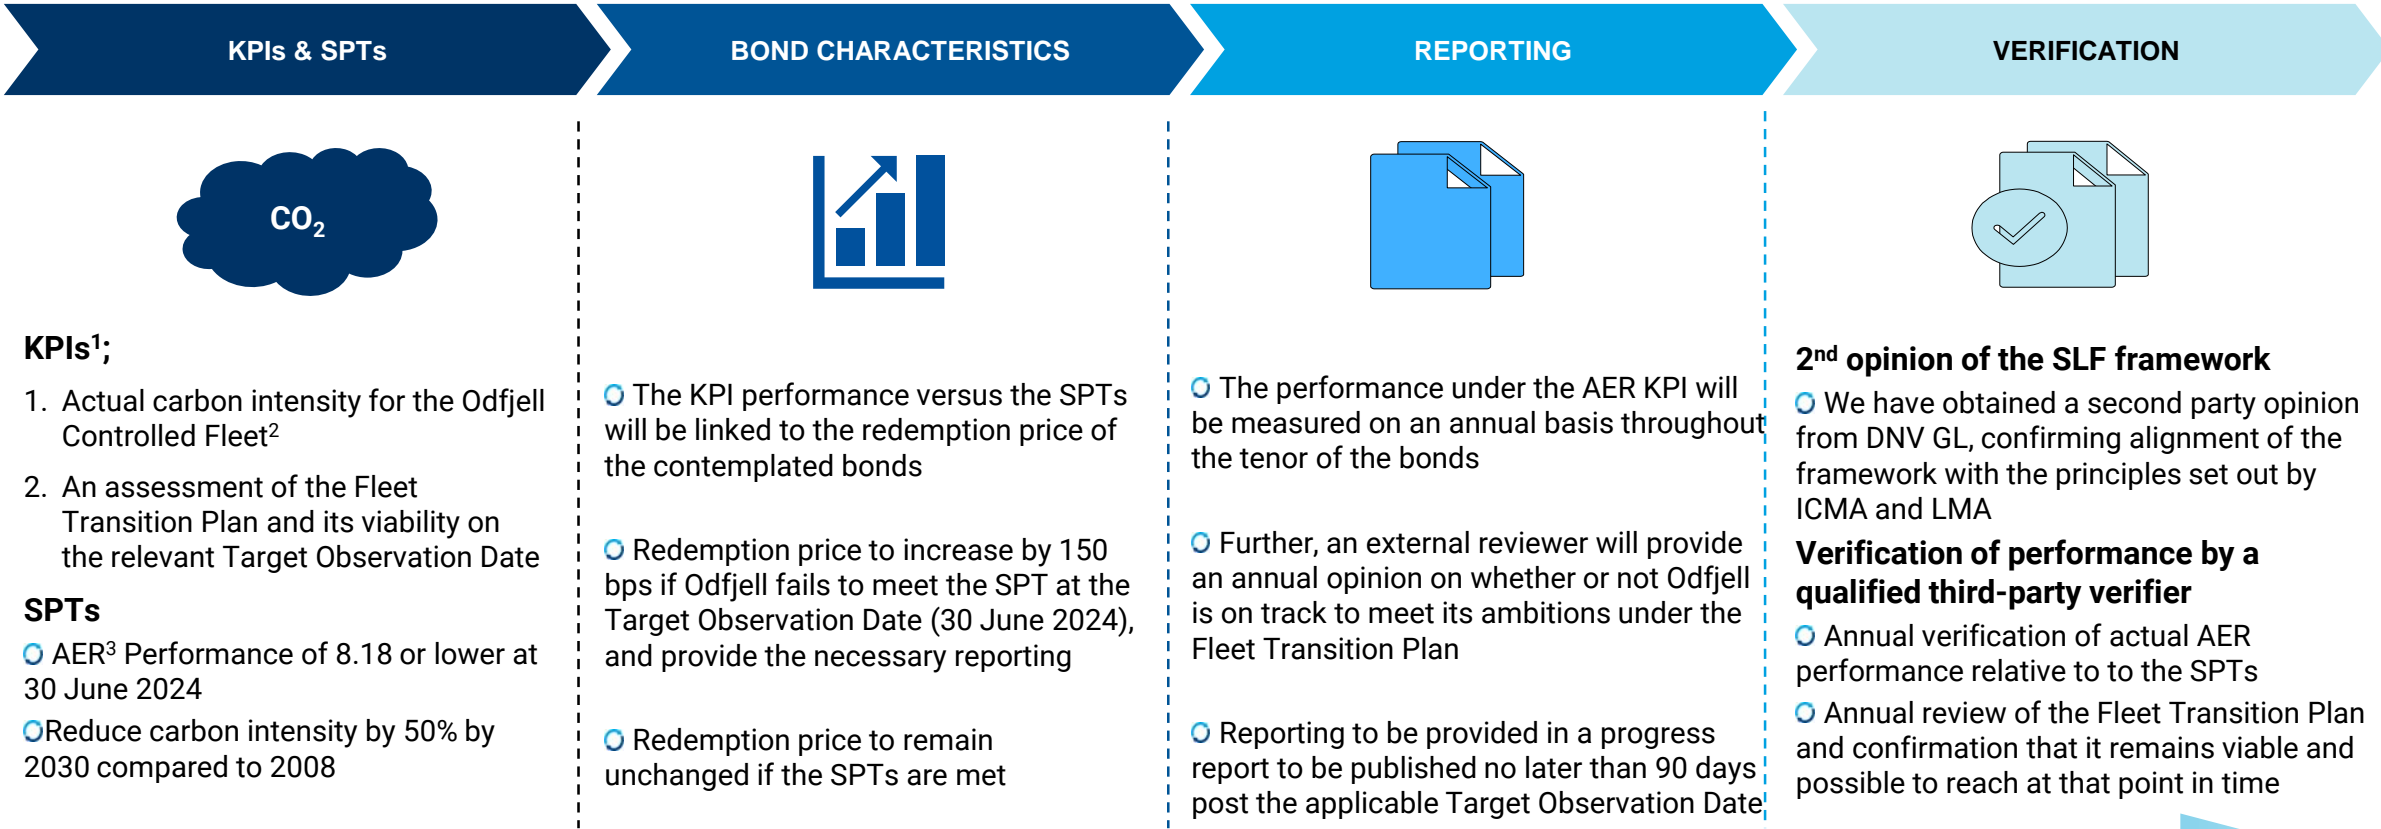 KPIs & SPTs
BOND CHARACTERISTICS
REPORTING
VERIFICATION
CO2
KPIs1;
1. Actual carbon intensity for the Odfjell
Controlled Fleet2
2. An assessment of the Fleet
Transition Plan and its viability on
the relevant Target Observation Date
SPTs
AER3 Performance of 8.18 or lower at
30 June 2024
Reduce carbon intensity by 50% by
2030 compared to 2008
The KPI performance versus the SPTs
will be linked to the redemption price of
the contemplated bonds
Redemption price to increase by 150
bps if Odfjell fails to meet the SPT at the
Target Observation Date (30 June 2024),
and provide the necessary reporting
Redemption price to remain
unchanged if the SPTs are met
The performance under the AER KPI will
be measured on an annual basis throughout
the tenor of the bonds
Further, an external reviewer will provide
an annual opinion on whether or not Odfjell
is on track to meet its ambitions under the
Fleet Transition Plan
Reporting to be provided in a progress
report to be published no later than 90 days
post the applicable Target Observation Date
2nd opinion of the SLF framework
We have obtained a second party opinion
from DNV GL, confirming alignment of the
framework with the principles set out by
ICMA and LMA
Verification of performance by a
qualified third-party verifier
Annual verification of actual AER
performance relative to to the SPTs
Annual review of the Fleet Transition Plan
and confirmation that it remains viable and
possible to reach at that point in time